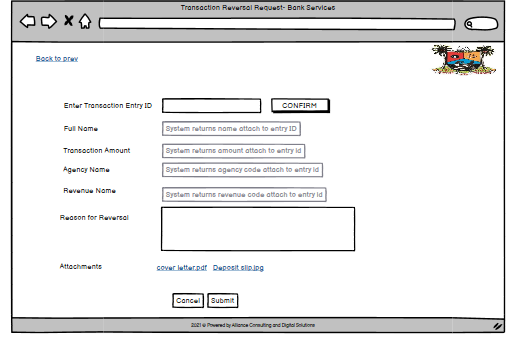 Transaction Reversal Request- Bank Services
Back to prev
Enter Transaction Entry ID CONFIRM
Full Name System returns name attach to entry ID
Transaction Amount System returns amount attach to entry id
Agency Name System returns agency code attach to entry id
Revenue Name System returns revenue code attach to entry id
Reason for Reversal
Attachments cover letter.pdf Deposit slip.jpg
Cancel Submit
2021 © Powered by Alliance Consulting and Digital Solutions